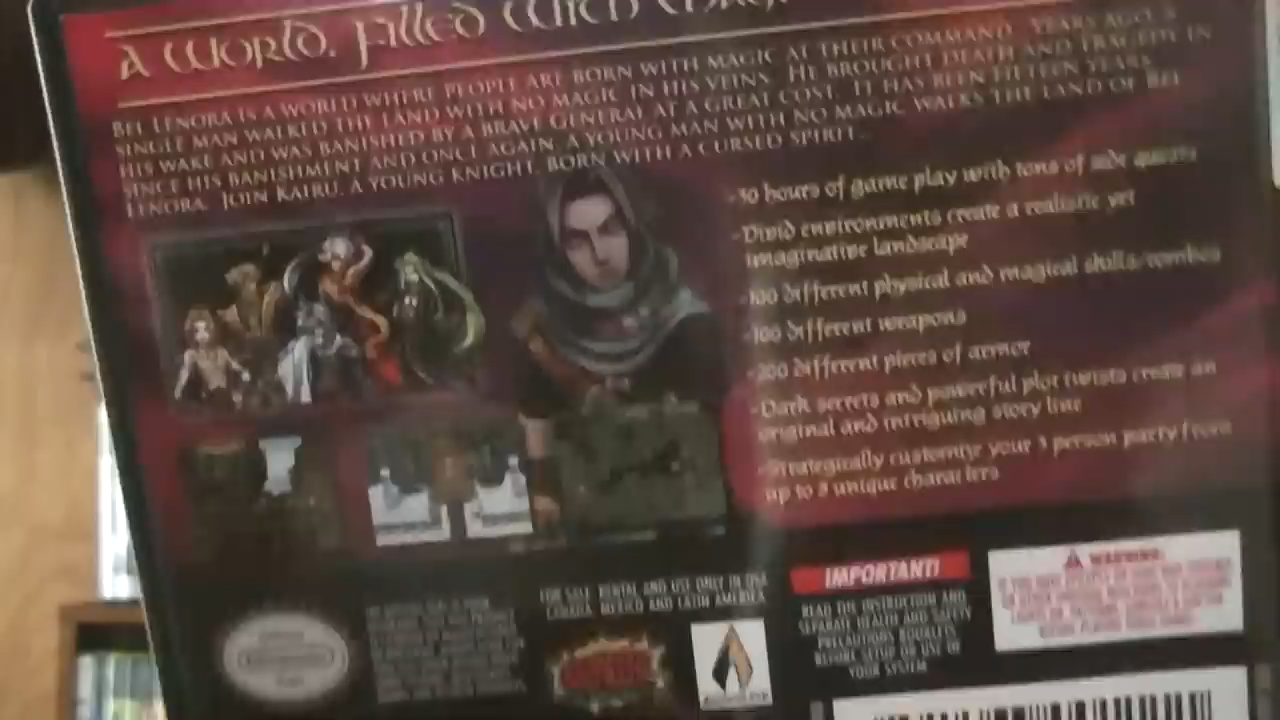 A WORLD, FILLED WITH
BEL LENORA IS A WORLD WHERE PEOPLE ARE BORN WITH MAGIC AT THEIR COMMAND. YEARS AGO A
SINGLE MAN WALKED THE LAND WITH NO MAGIC IN HIS VEINS. HE BROUGHT DEATH AND TRAGEDY IN
HIS WAKE AND WAS BANISHED BY A BRAVE GENERAL AT A GREAT COST. IT HAS BEEN FIFTEEN YEARS
SINCE HIS BANISHMENT AND ONCE AGAIN, A YOUNG MAN WITH NO MAGIC WALKS THE LAND OF BEL
LENORA. JOIN KAIRU, A YOUNG KNIGHT, BORN WITH A CURSED SPIRIT...
-30 hours of game play with tons of side quests
-Vivid environments create a realistic yet
imaginative landscape
-100 different physical and magical skills/combos
-100 different weapons
-200 different pieces of armor
-Dark secrets and powerful plot twists create an
original and intriguing story line
-Strategically customize your 3 person party from
up to 8 unique characters
FOR SALE, RENTAL AND USE ONLY IN USA,
CANADA, MEXICO AND LATIN AMERICA
IMPORTANT!
READ THE INSTRUCTION AND
SEPARATE HEALTH AND SAFETY
PRECAUTIONS BOOKLETS
BEFORE SETUP OR USE OF
YOUR SYSTEM
WARNING: